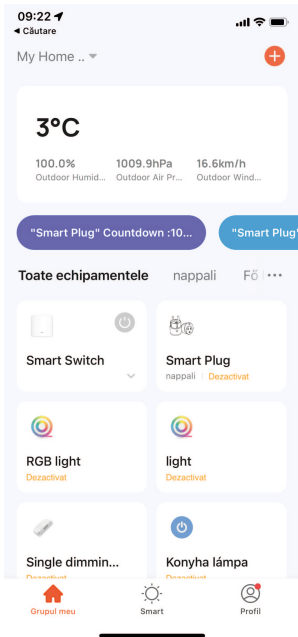 09:22
◀ Căutare
My Home ..
3°C
100.0% 1009.9hPa 16.6km/h
Outdoor Humid... Outdoor Air Pr... Outdoor Wind...
"Smart Plug" Countdown :10... "Smart Plug"
Toate echipamentele nappali Fő ...
Smart Switch Smart Plug
nappali | Dezactivat
RGB light light
Dezactivat Dezactivat
Single dimmin... Konyha lámpa
Dezactivat Dezactivat
Grupul meu Smart Profil